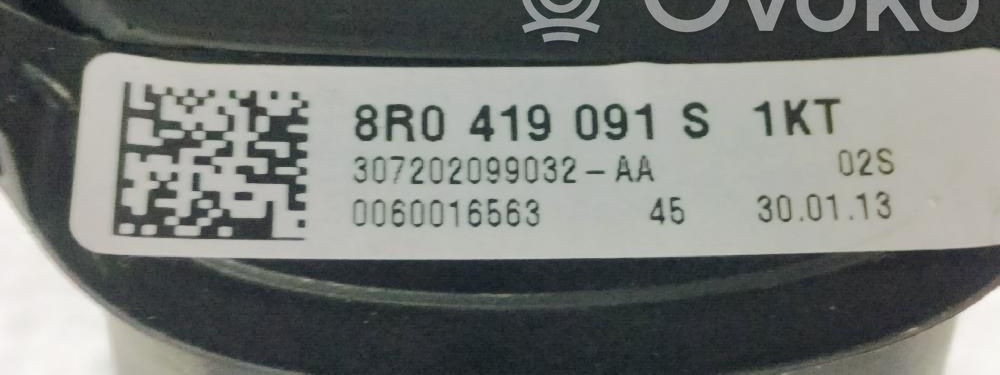 OVOKO
8R0 419 091 S 1KT
307202099032-AA 02S
0060016563 45 30.01.13